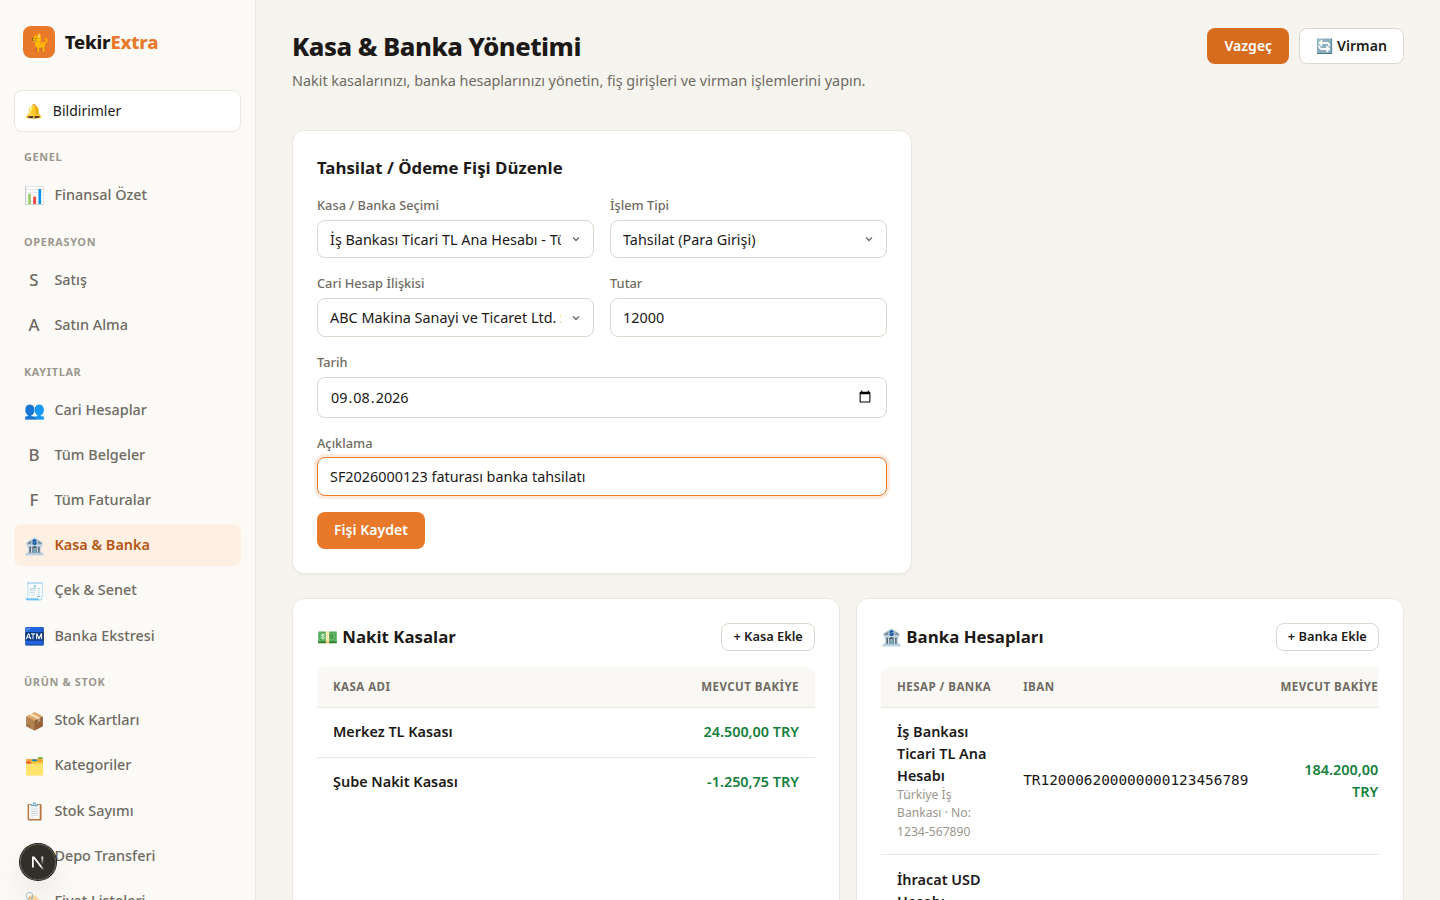 TekirExtra
Bildirimler
GENEL
Finansal Özet
OPERASYON
S Satış
A Satın Alma
KAYITLAR
Cari Hesaplar
B Tüm Belgeler
F Tüm Faturalar
Kasa & Banka
Çek & Senet
ATM Banka Ekstresi
ÜRÜN & STOK
Stok Kartları
Kategoriler
Stok Sayımı
N Depo Transferi
Fiyat Listeleri
Kasa & Banka Yönetimi
Nakit kasalarınızı, banka hesaplarınızı yönetin, fiş girişleri ve virman işlemlerini yapın.
Vazgeç
Virman
Tahsilat / Ödeme Fişi Düzenle
Kasa / Banka Seçimi
İş Bankası Ticari TL Ana Hesabı - Tü
İşlem Tipi
Tahsilat (Para Girişi)
Cari Hesap İlişkisi
ABC Makina Sanayi ve Ticaret Ltd.
Tutar
12000
Tarih
09.08.2026
Açıklama
SF2026000123 faturası banka tahsilatı
Fişi Kaydet
Nakit Kasalar
+ Kasa Ekle
KASA ADI MEVCUT BAKİYE
Merkez TL Kasası 24.500,00 TRY
Şube Nakit Kasası -1.250,75 TRY
Banka Hesapları
+ Banka Ekle
HESAP / BANKA IBAN MEVCUT BAKİYE
İş Bankası
Ticari TL Ana
Hesabı
Türkiye İş
Bankası · No:
1234-567890
TR120006200000000123456789
184.200,00
TRY
İhracat USD
Hesabı